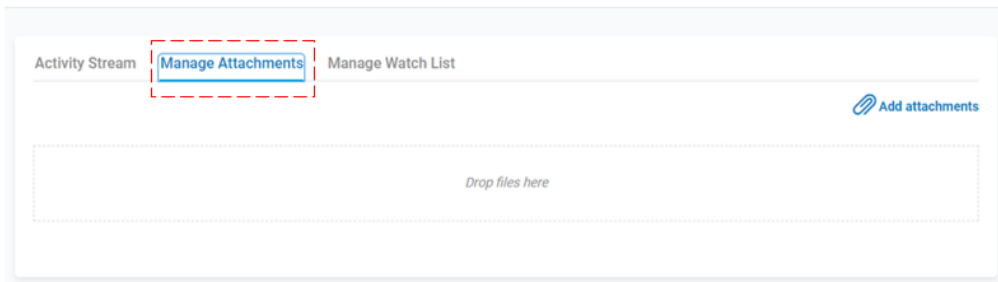 Activity Stream Manage Attachments Manage Watch List
Add attachments
Drop files here